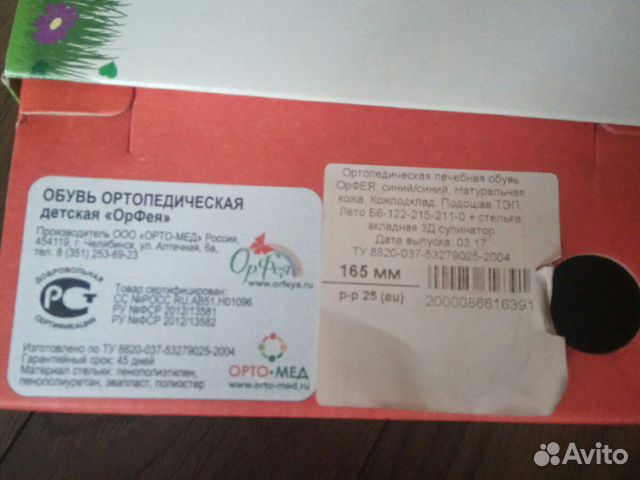 ОБУВЬ ОРТОПЕДИЧЕСКАЯ
детская «ОрФея»
Производитель ООО «ОРТО-МЕД» Россия,
454119, г. Челябинск, ул. Аптечная, 6а,
тел. 8 (351) 253-69-23
ОрФея
www.orfeya.ru
ДОБРОВОЛЬНАЯ
РСТ
СЕРТИФИКАЦИЯ
Товар сертифицирован:
СС №РОСС RU.АВ51.Н01096
РУ №ФСР 2012/13581
РУ №ФСР 2012/13582
Изготовлено по ТУ 8820-037-53279025-2004
Гарантийный срок: 45 дней
Материал стельки: пенополиэтилен,
пенополиуретан, эвапласт, полиэстер
ОРТО•МЕД
www.orto-med.ru
Ортопедическая лечебная обувь
ОрФЕЯ, синий/синий, Натуральная
кожа, Кожподклад, Подошва ТЭП,
Лето Б6-122-215-211-0 + стелька
вкладная 3Д супинатор
Дата выпуска: 03.17
ТУ 8820-037-53279025-2004
165 мм
р-р 25 (eu)
2000086616391
Avito